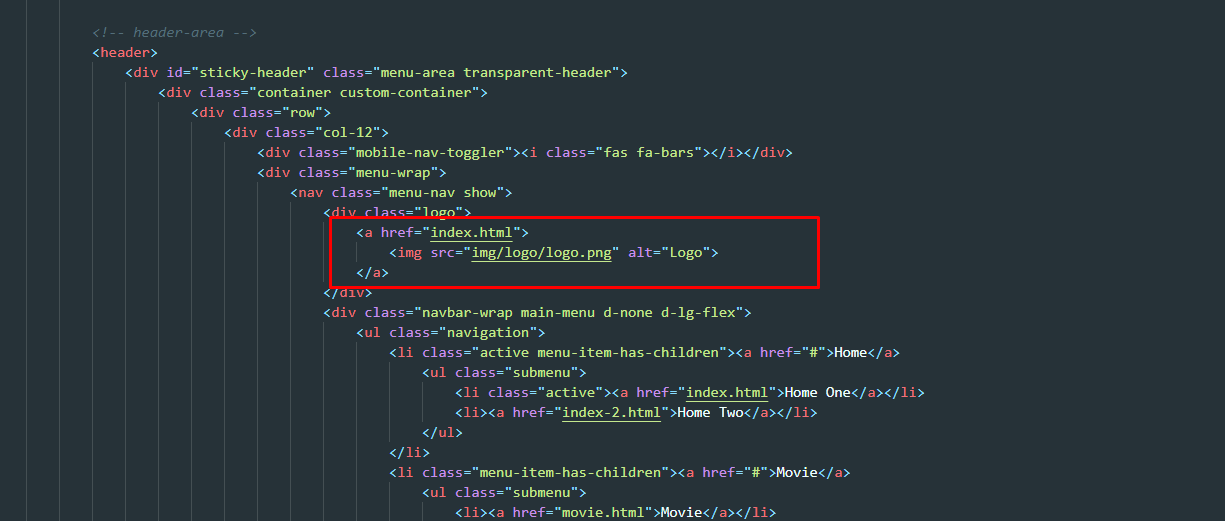 <!-- header-area -->
<header>
<div id="sticky-header" class="menu-area transparent-header">
<div class="container custom-container">
<div class="row">
<div class="col-12">
<div class="mobile-nav-toggler"><i class="fas fa-bars"></i></div>
<div class="menu-wrap">
<nav class="menu-nav show">
<div class="logo">
<a href="index.html">
<img src="img/logo/logo.png" alt="Logo">
</a>
</div>
<div class="navbar-wrap main-menu d-none d-lg-flex">
<ul class="navigation">
<li class="active menu-item-has-children"><a href="#">Home</a>
<ul class="submenu">
<li class="active"><a href="index.html">Home One</a></li>
<li><a href="index-2.html">Home Two</a></li>
</ul>
</li>
<li class="menu-item-has-children"><a href="#">Movie</a>
<ul class="submenu">
<li><a href="movie.html">Movie</a></li>